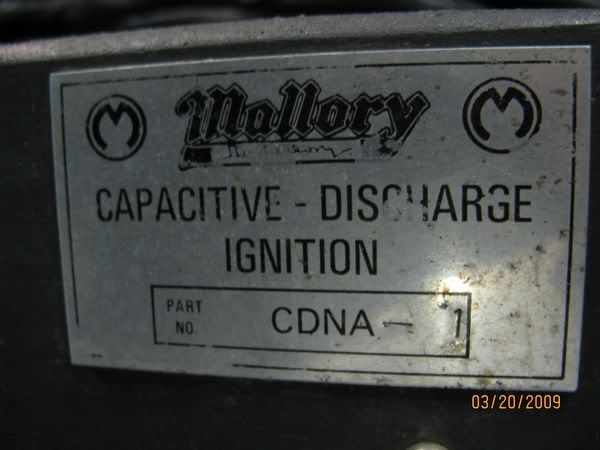 M Mallory M
CAPACITIVE - DISCHARGE
IGNITION
PART
NO. CDNA - 1
03/20/2009